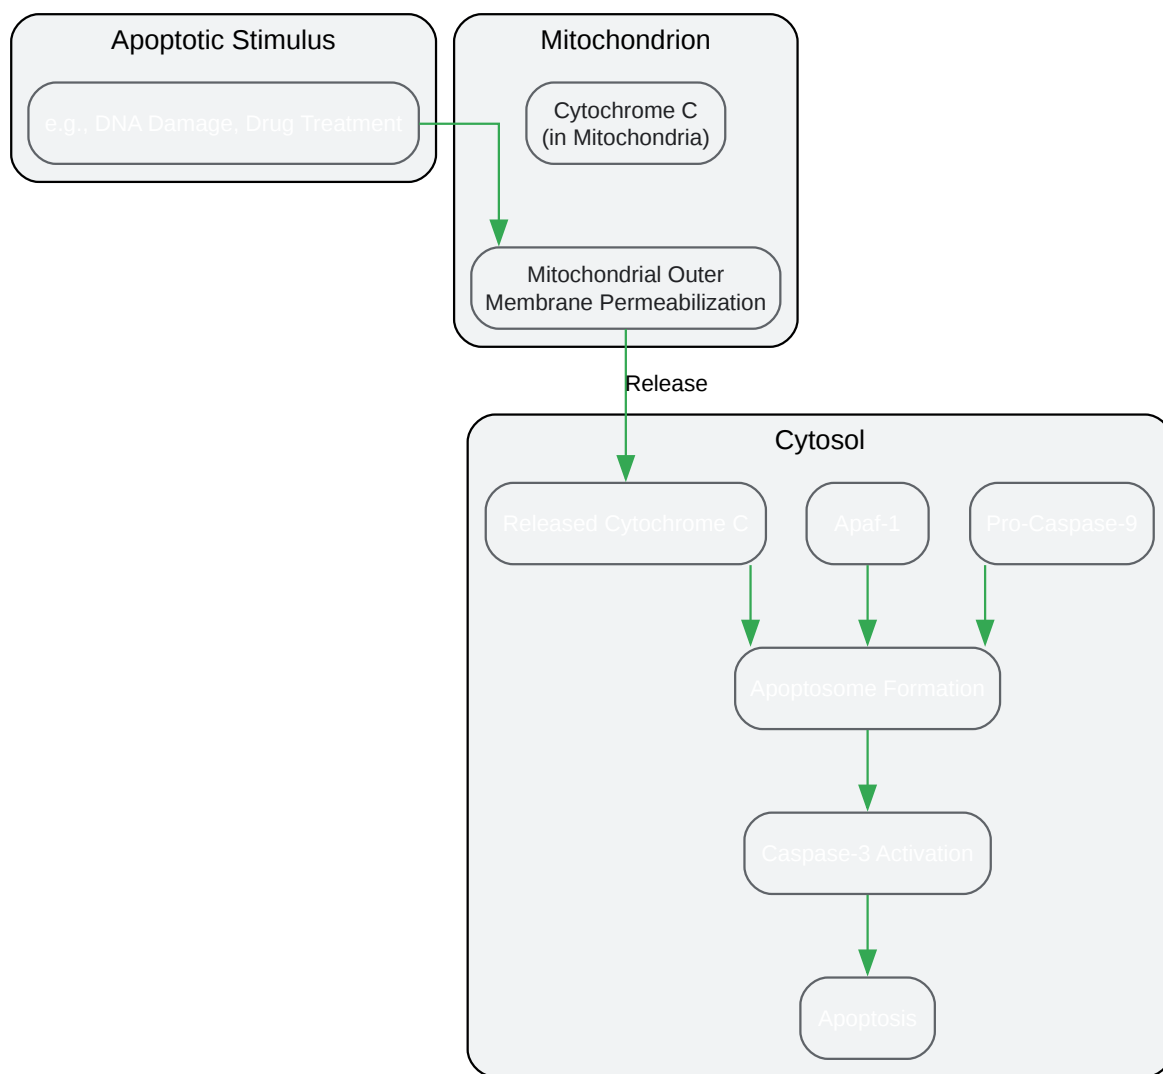 Apoptotic Stimulus
e.g., DNA Damage, Drug Treatment
Mitochondrion
Cytochrome C
(in Mitochondria)
Mitochondrial Outer
Membrane Permeabilization
Release
Cytosol
Released Cytochrome C
Apaf-1
Pro-Caspase-9
Apoptosome Formation
Caspase-3 Activation
Apoptosis